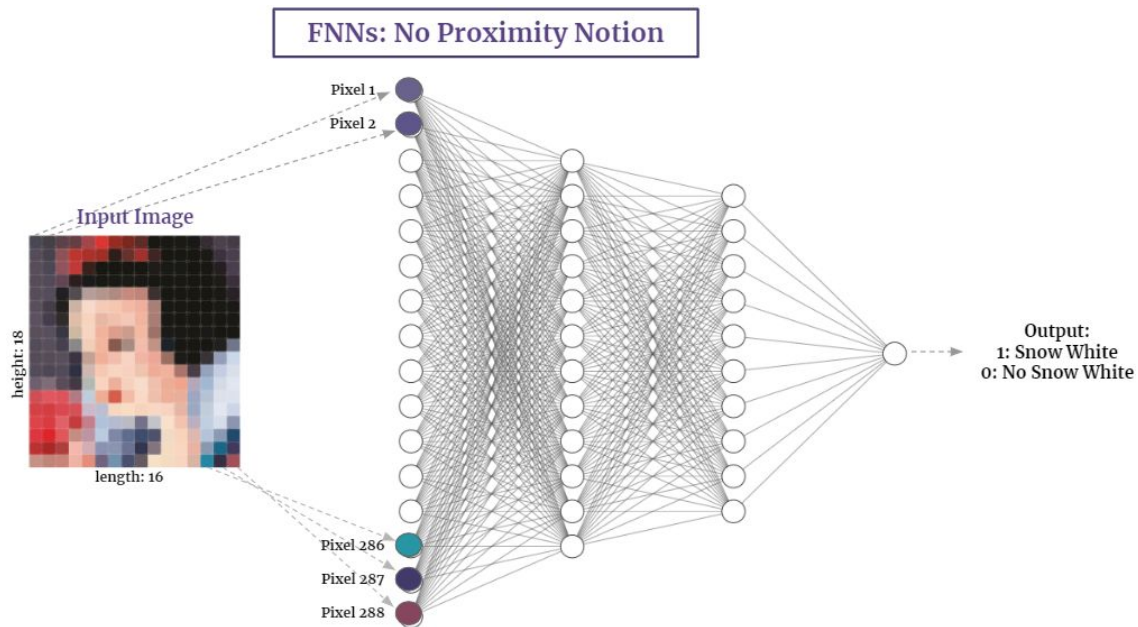 FNNs: No Proximity Notion
Pixel 1
Pixel 2
Input Image
height: 18
length: 16
Pixel 286
Pixel 287
Pixel 288
Output:
1: Snow White
0: No Snow White